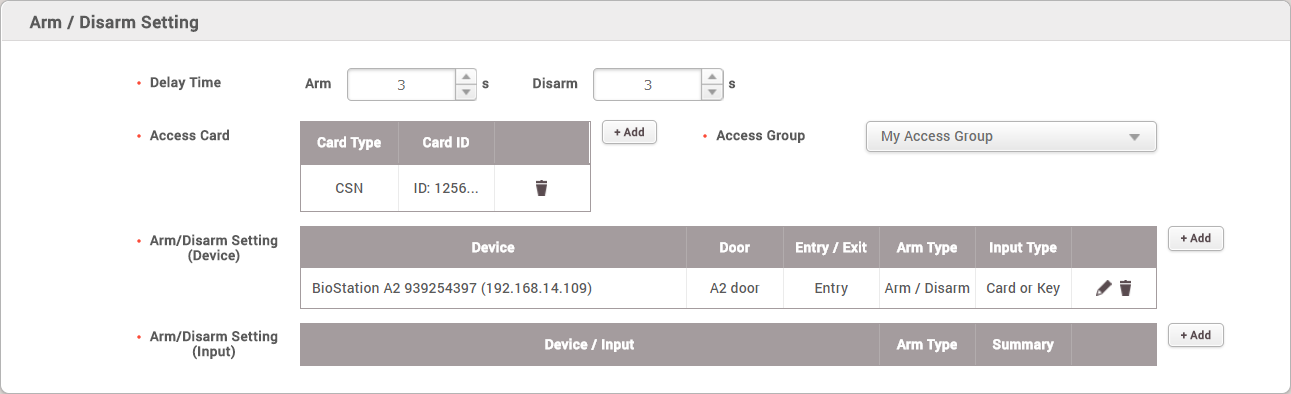 Arm / Disarm Setting
Delay Time Arm 3 s Disarm 3 s
Access Card Card Type Card ID + Add Access Group My Access Group
CSN ID: 1256...
Arm/Disarm Setting
(Device)
Device Door Entry / Exit Arm Type Input Type + Add
BioStation A2 939254397 (192.168.14.109) A2 door Entry Arm / Disarm Card or Key
Arm/Disarm Setting
(Input)
Device / Input Arm Type Summary + Add